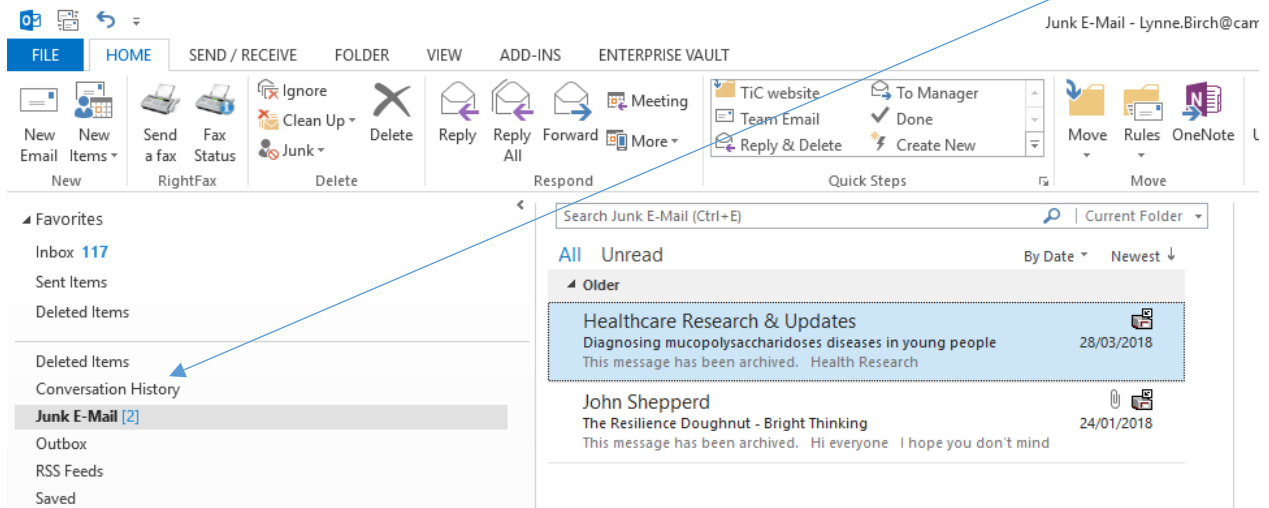 Junk E-Mail - Lynne.Birch@cam
FILE HOME SEND / RECEIVE FOLDER VIEW ADD-INS ENTERPRISE VAULT
New Email
New Items
Send a fax
Fax Status
Ignore
Clean Up
Junk
Delete
Reply
Reply All
Forward
Meeting
More
TiC website
Team Email
Reply & Delete
To Manager
Done
Create New
Move
Rules
OneNote
New RightFax Delete Respond Quick Steps Move
Favorites
Inbox 117
Sent Items
Deleted Items
Deleted Items
Conversation History
Junk E-Mail [2]
Outbox
RSS Feeds
Saved
Search Junk E-Mail (Ctrl+E) Current Folder
All Unread By Date Newest
Older
Healthcare Research & Updates
Diagnosing mucopolysaccharidoses diseases in young people 28/03/2018
This message has been archived. Health Research
John Shepperd
The Resilience Doughnut - Bright Thinking 24/01/2018
This message has been archived. Hi everyone I hope you don't mind